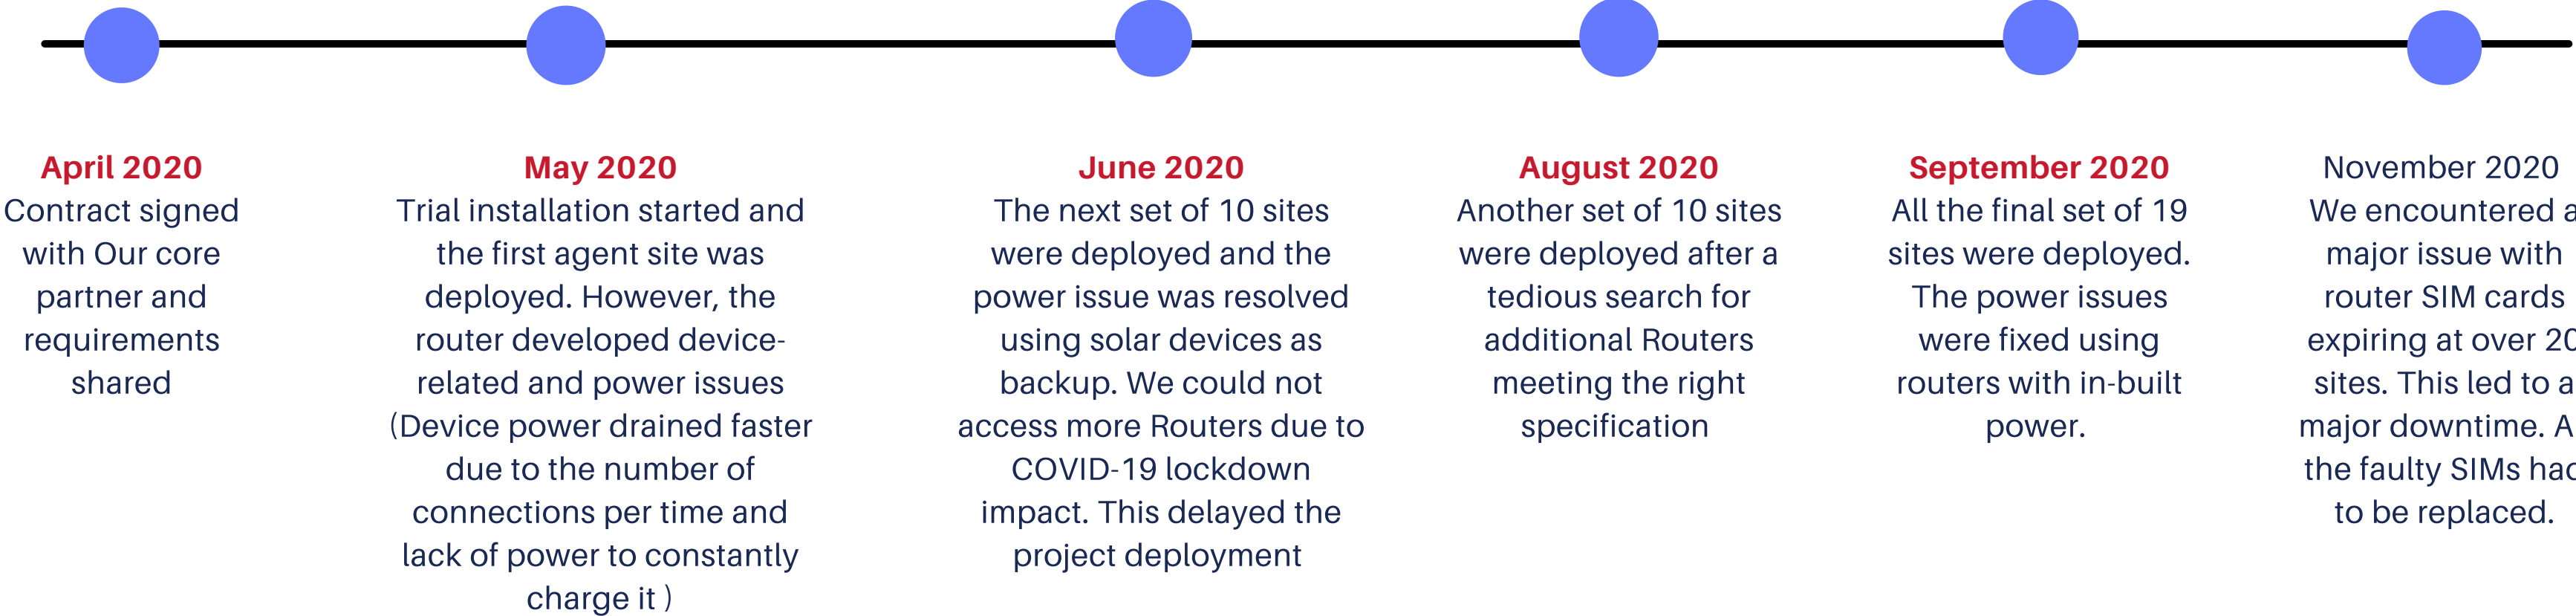 April 2020
Contract signed
with Our core
partner and
requirements
shared
May 2020
Trial installation started and
the first agent site was
deployed. However, the
router developed device-
related and power issues
(Device power drained faster
due to the number of
connections per time and
lack of power to constantly
charge it )
June 2020
The next set of 10 sites
were deployed and the
power issue was resolved
using solar devices as
backup. We could not
access more Routers due to
COVID-19 lockdown
impact. This delayed the
project deployment
August 2020
Another set of 10 sites
were deployed after a
tedious search for
additional Routers
meeting the right
specification
September 2020
All the final set of 19
sites were deployed.
The power issues
were fixed using
routers with in-built
power.
November 2020
We encountered a
major issue with
router SIM cards
expiring at over 20
sites. This led to a
major downtime.
the faulty SIMs
to be replaced.